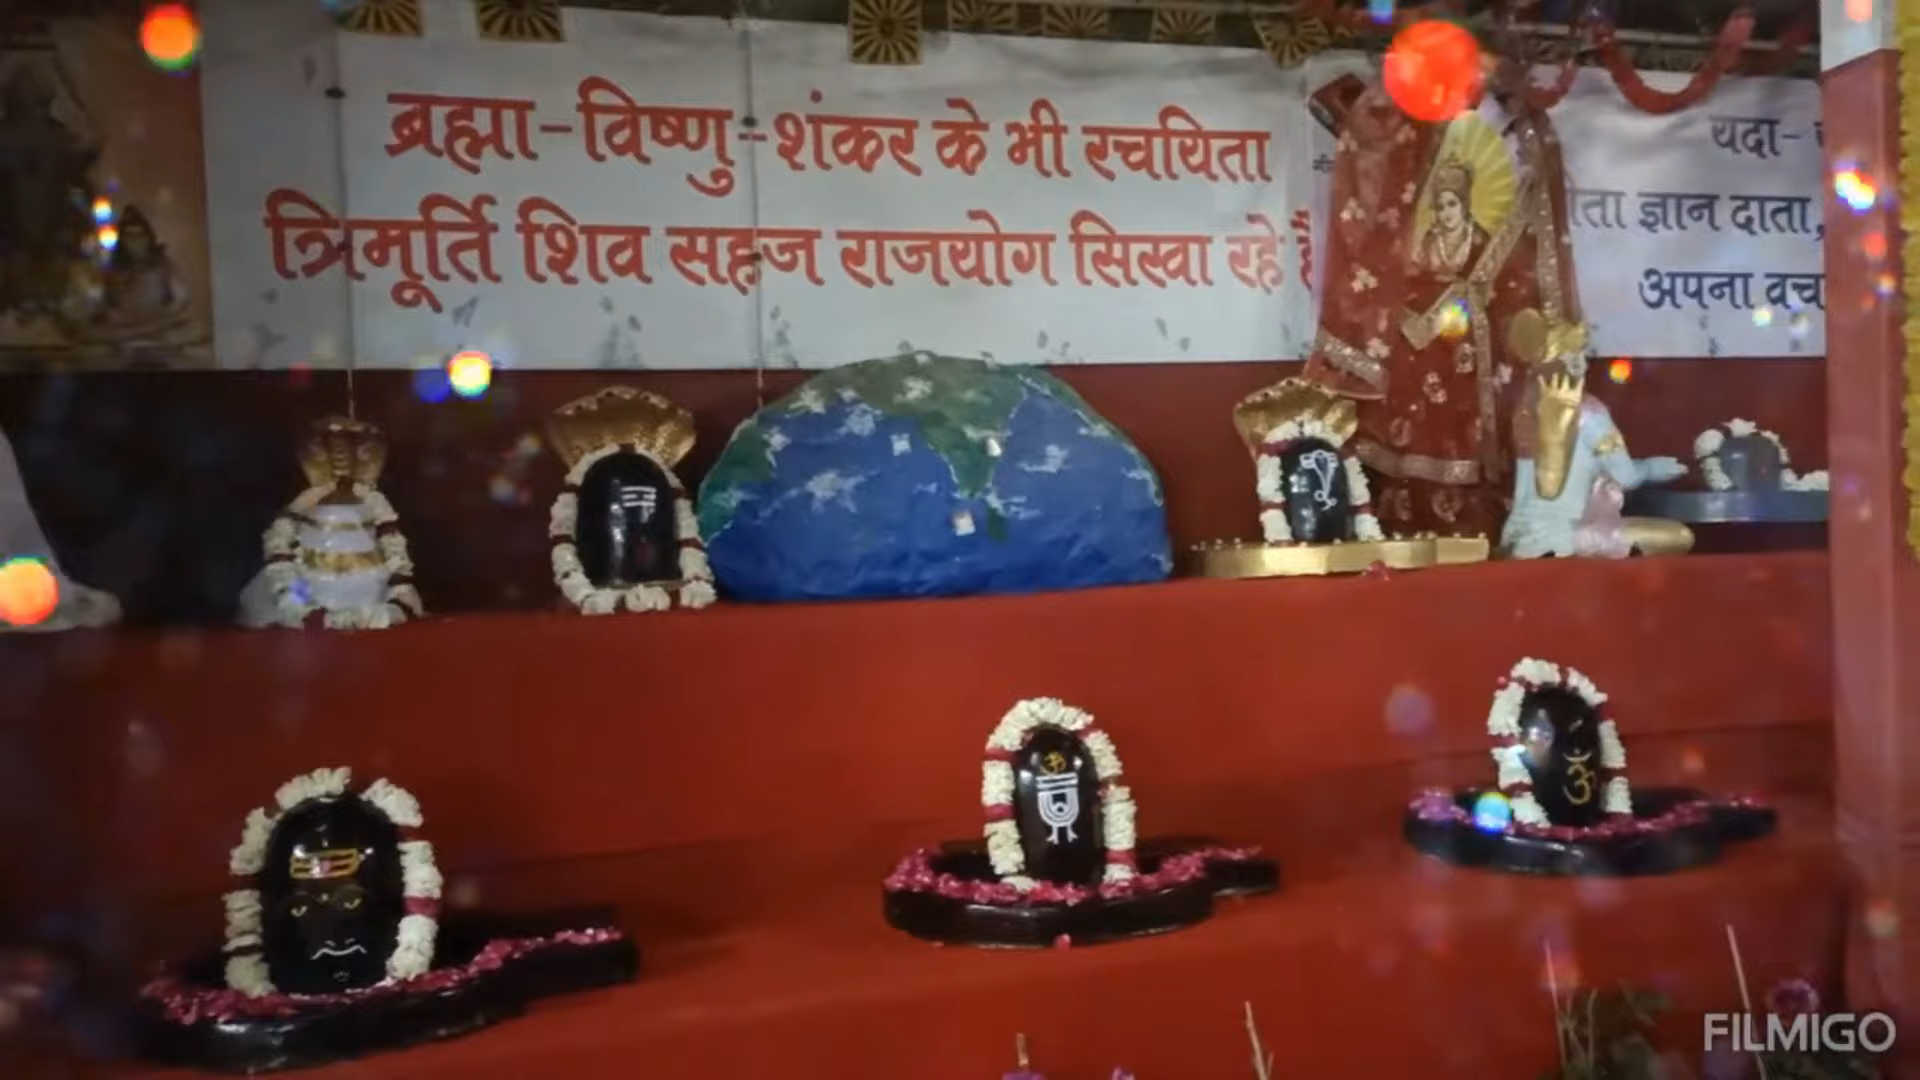 ब्रह्मा-विष्णु-शंकर के भी रचयिता
त्रिमूर्ति शिव सहज राजयोग सिखा रहे हैं
यदा-
ज्ञान दाता,
अपना
ॐ
ॐ
FILMIGO